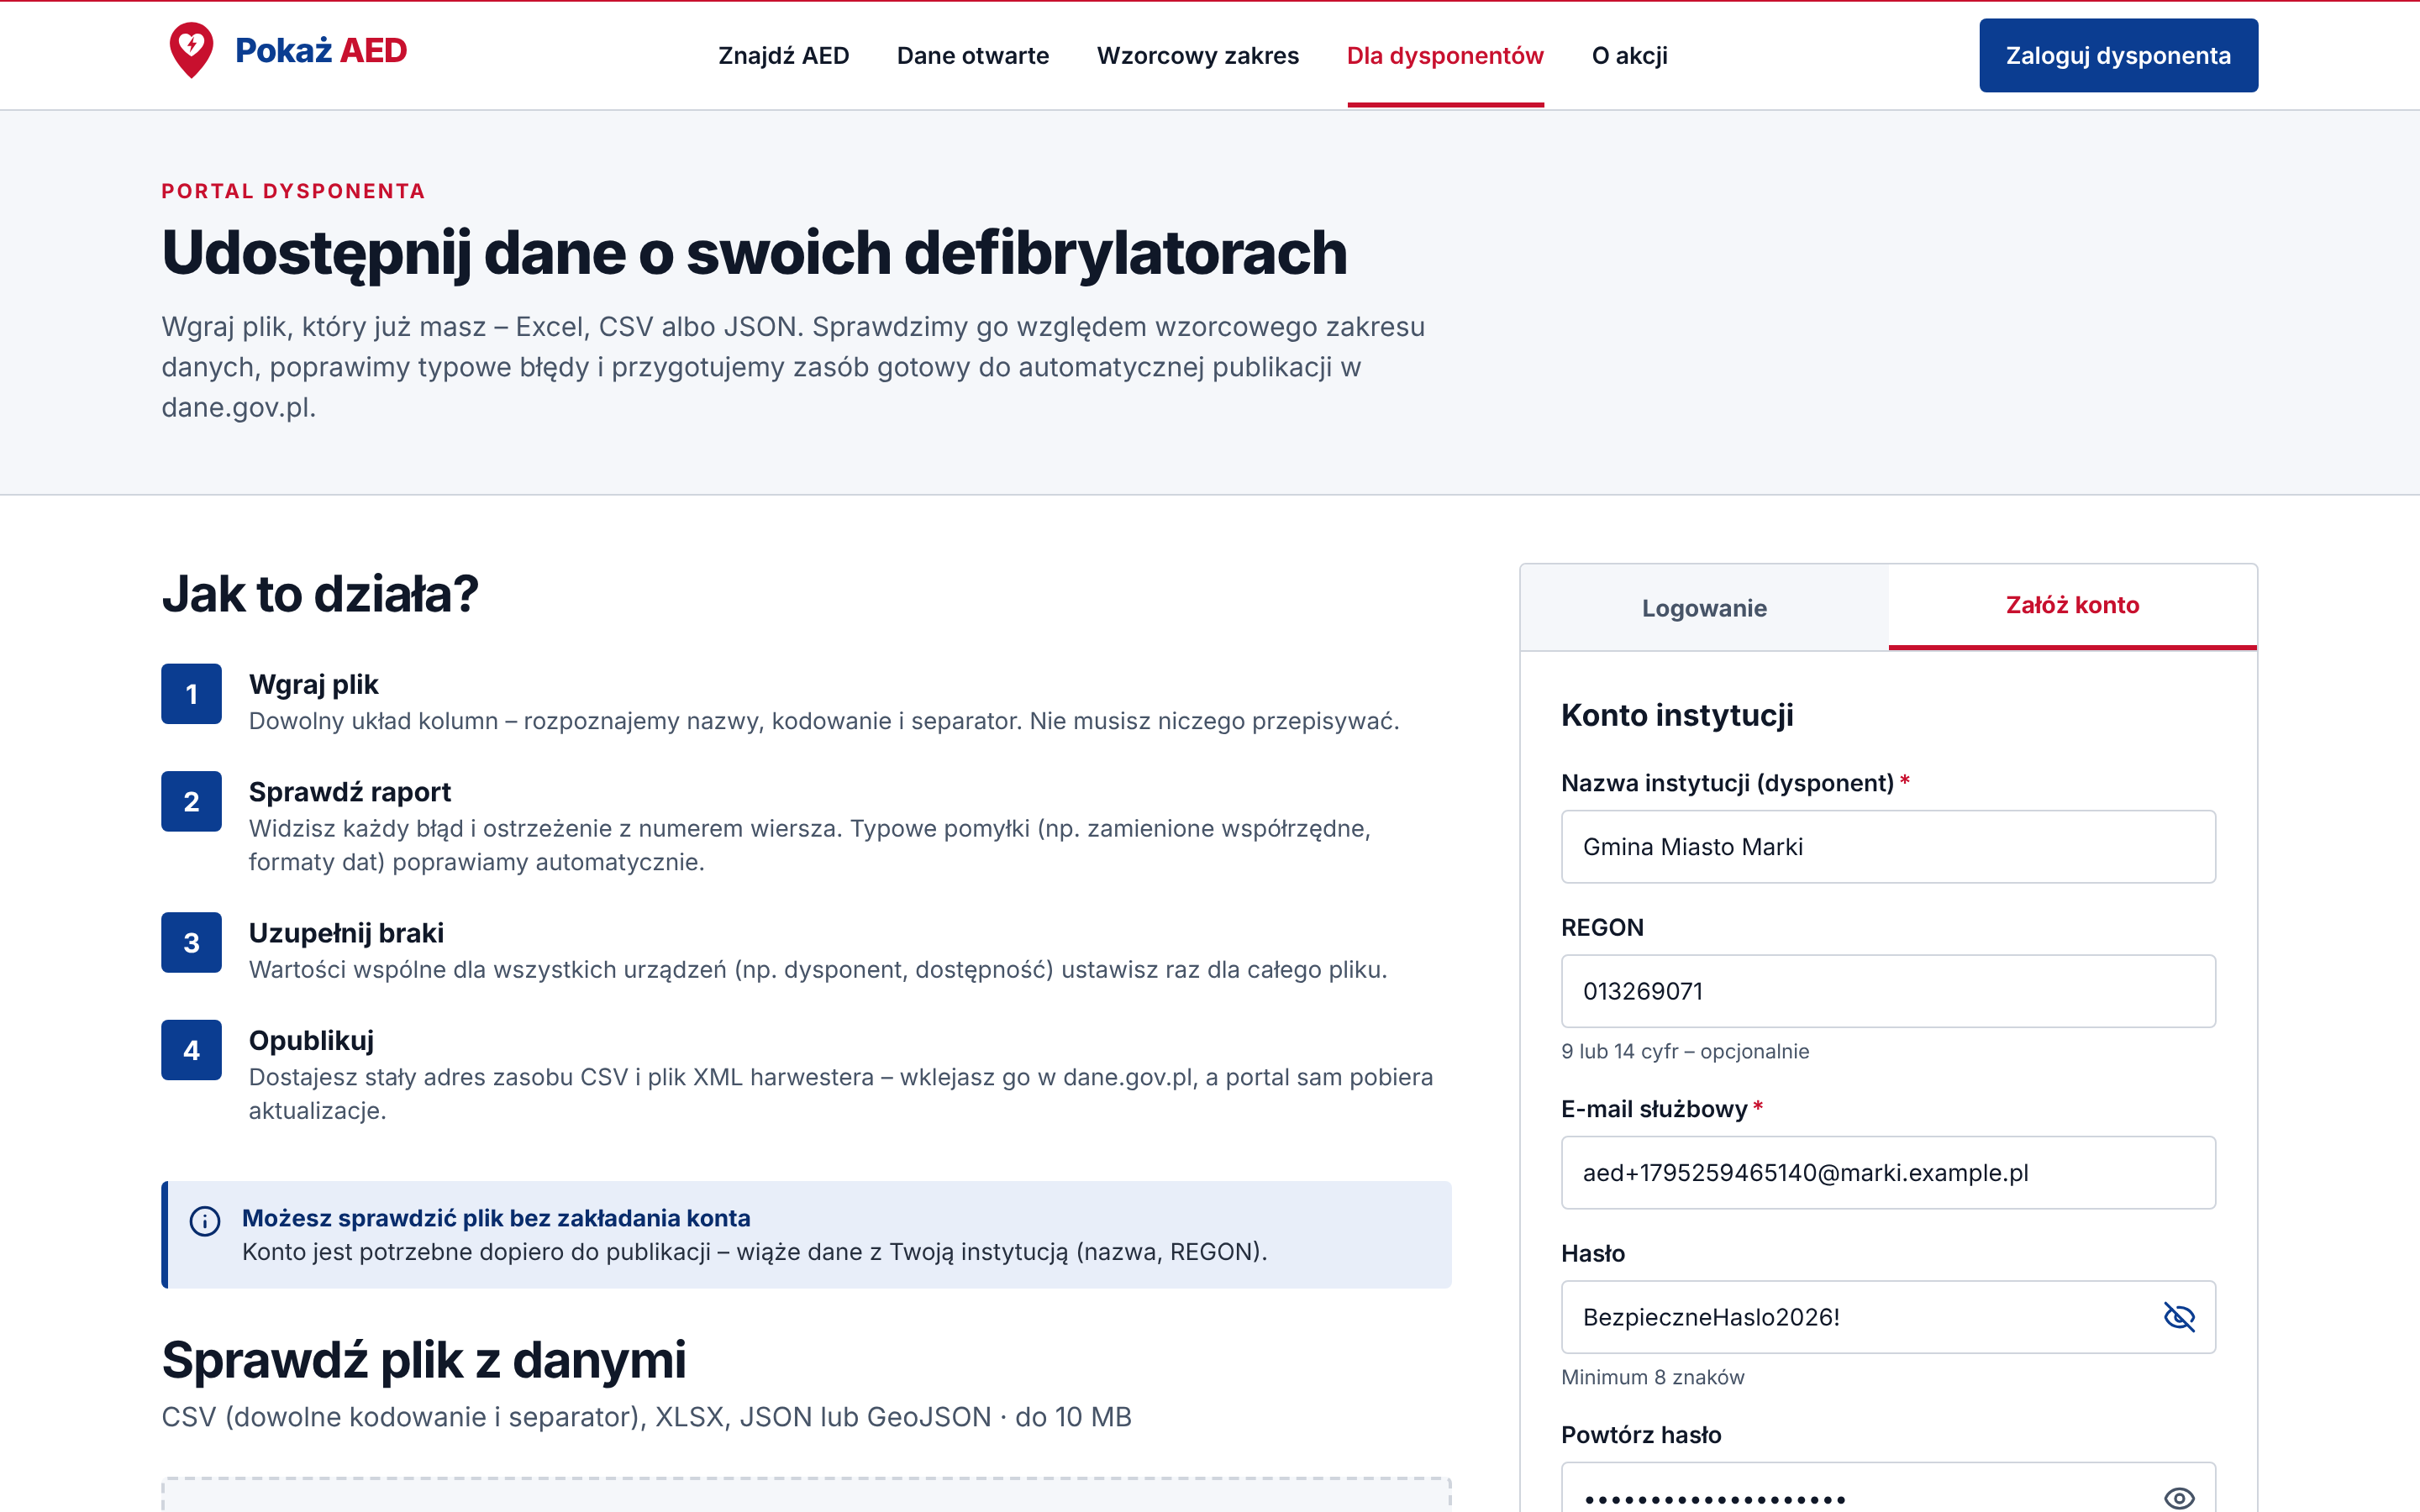 Pokaż AED
Znajdź AED
Dane otwarte
Wzorcowy zakres
Dla dysponentów
O akcji
Zaloguj dysponenta
PORTAL DYSPONENTA
Udostępnij dane o swoich defibrylatorach
Wgraj plik, który już masz – Excel, CSV albo JSON. Sprawdzimy go względem wzorcowego zakresu
danych, poprawimy typowe błędy i przygotujemy zasób gotowy do automatycznej publikacji w
dane.gov.pl.
Jak to działa?
1
Wgraj plik
Dowolny układ kolumn – rozpoznajemy nazwy, kodowanie i separator. Nie musisz niczego przepisywać.
2
Sprawdź raport
Widzisz każdy błąd i ostrzeżenie z numerem wiersza. Typowe pomyłki (np. zamienione współrzędne,
formaty dat) poprawiamy automatycznie.
3
Uzupełnij braki
Wartości wspólne dla wszystkich urządzeń (np. dysponent, dostępność) ustawisz raz dla całego pliku.
4
Opublikuj
Dostajesz stały adres zasobu CSV i plik XML harwestera – wklejasz go w dane.gov.pl, a portal sam pobiera
aktualizacje.
Możesz sprawdzić plik bez zakładania konta
Konto jest potrzebne dopiero do publikacji – wiąże dane z Twoją instytucją (nazwa, REGON).
Sprawdź plik z danymi
CSV (dowolne kodowanie i separator), XLSX, JSON lub GeoJSON · do 10 MB
Logowanie
Załóż konto
Konto instytucji
Nazwa instytucji (dysponent) *
Gmina Miasto Marki
REGON
013269071
9 lub 14 cyfr – opcjonalnie
E-mail służbowy *
aed+1795259465140@marki.example.pl
Hasło
BezpieczneHaslo2026!
Minimum 8 znaków
Powtórz hasło
••••••••••••••••••••